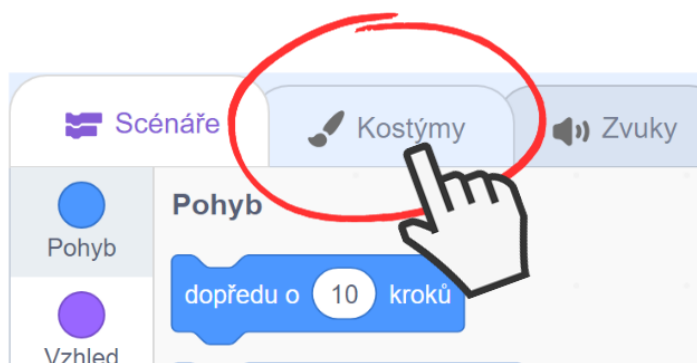 Scénáře Kostýmy Zvuky
Pohyb
Pohyb
dopředu o 10 kroků
Vzhled